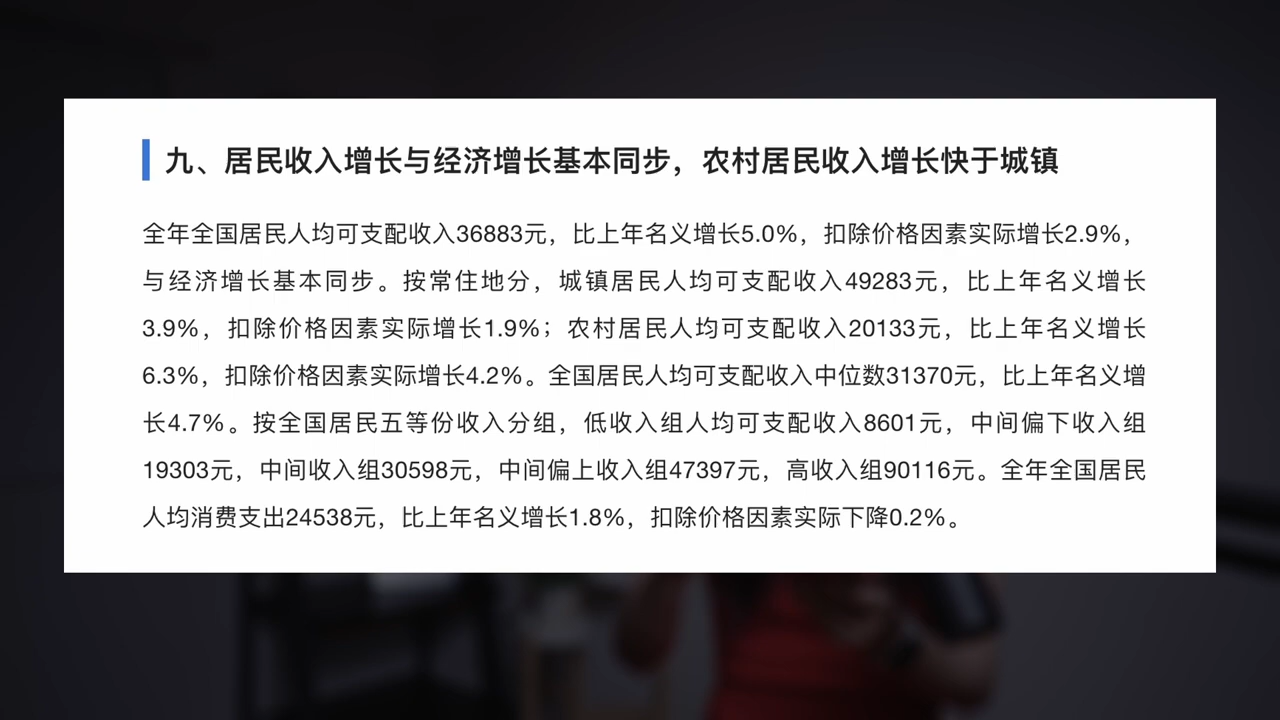 九、居民收入增长与经济增长基本同步，农村居民收入增长快于城镇
全年全国居民人均可支配收入36883元，比上年名义增长5.0%，扣除价格因素实际增长2.9%，
与经济增长基本同步。按常住地分，城镇居民人均可支配收入49283元，比上年名义增长
3.9%，扣除价格因素实际增长1.9%；农村居民人均可支配收入20133元，比上年名义增长
6.3%，扣除价格因素实际增长4.2%。全国居民人均可支配收入中位数31370元，比上年名义增
长4.7%。按全国居民五等份收入分组，低收入组人均可支配收入8601元，中间偏下收入组
19303元，中间收入组30598元，中间偏上收入组47397元，高收入组90116元。全年全国居民
人均消费支出24538元，比上年名义增长1.8%，扣除价格因素实际下降0.2%。